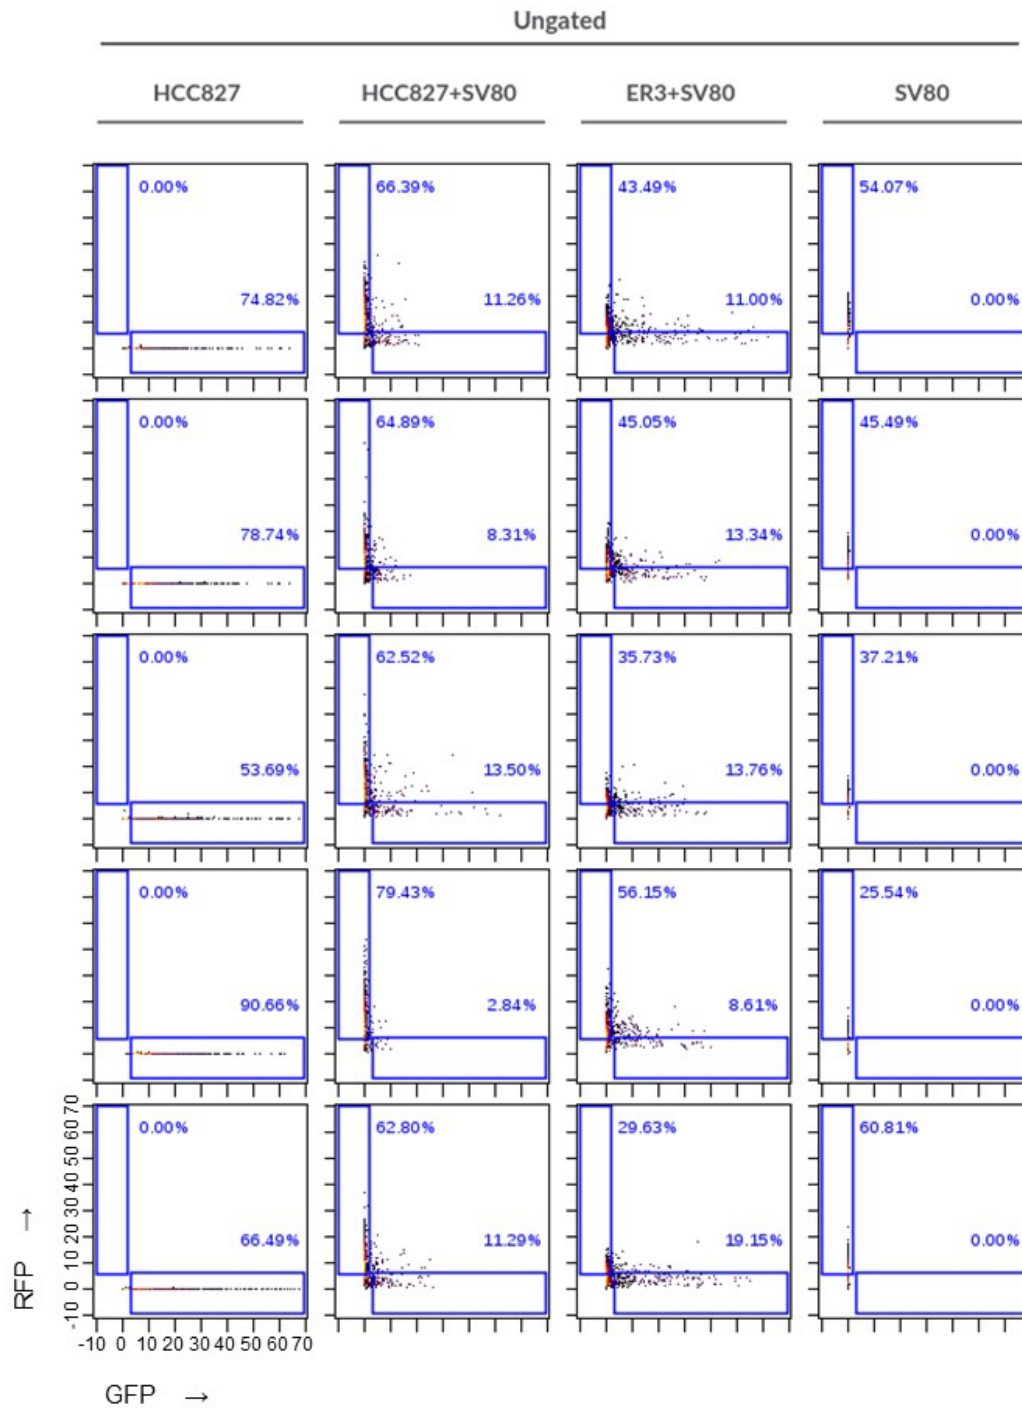 Ungated
HCC827 HCC827+SV80 ER3+SV80 SV80
0.00% 66.39% 43.49% 54.07%
74.82% 11.26% 11.00% 0.00%
0.00% 64.89% 45.05% 45.49%
78.74% 8.31% 13.34% 0.00%
0.00% 62.52% 35.73% 37.21%
53.69% 13.50% 13.76% 0.00%
0.00% 79.43% 56.15% 25.54%
90.66% 2.84% 8.61% 0.00%
0.00% 62.80% 29.63% 60.81%
66.49% 11.29% 19.15% 0.00%
-10 0 10 20 30 40 50 60 70
RFP →
-10 0 10 20 30 40 50 60 70
GFP →